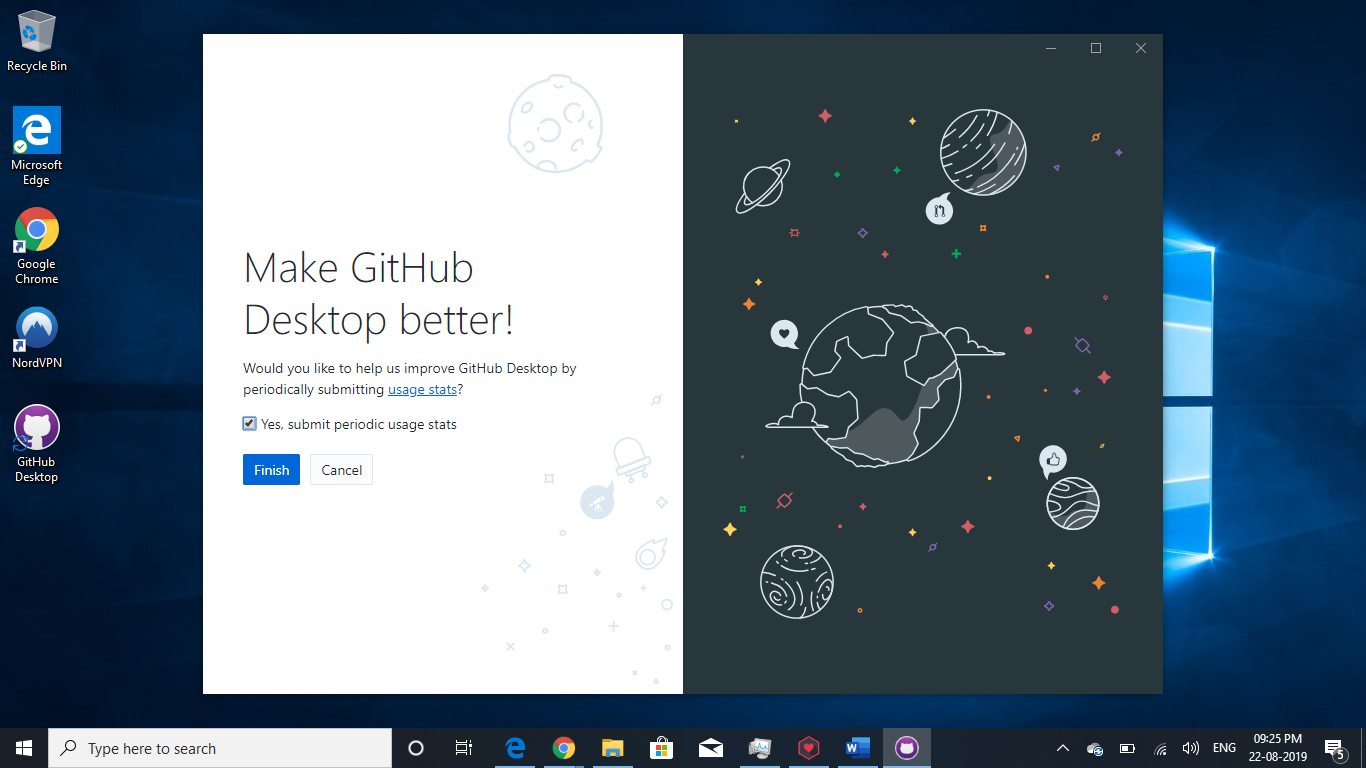 Recycle Bin
Microsoft
Edge
Google
Chrome
NordVPN
GitHub
Desktop
Make GitHub
Desktop better!
Would you like to help us improve GitHub Desktop by
periodically submitting usage stats?
Yes, submit periodic usage stats
Finish
Cancel
Type here to search
ENG
09:25 PM
22-08-2019
5